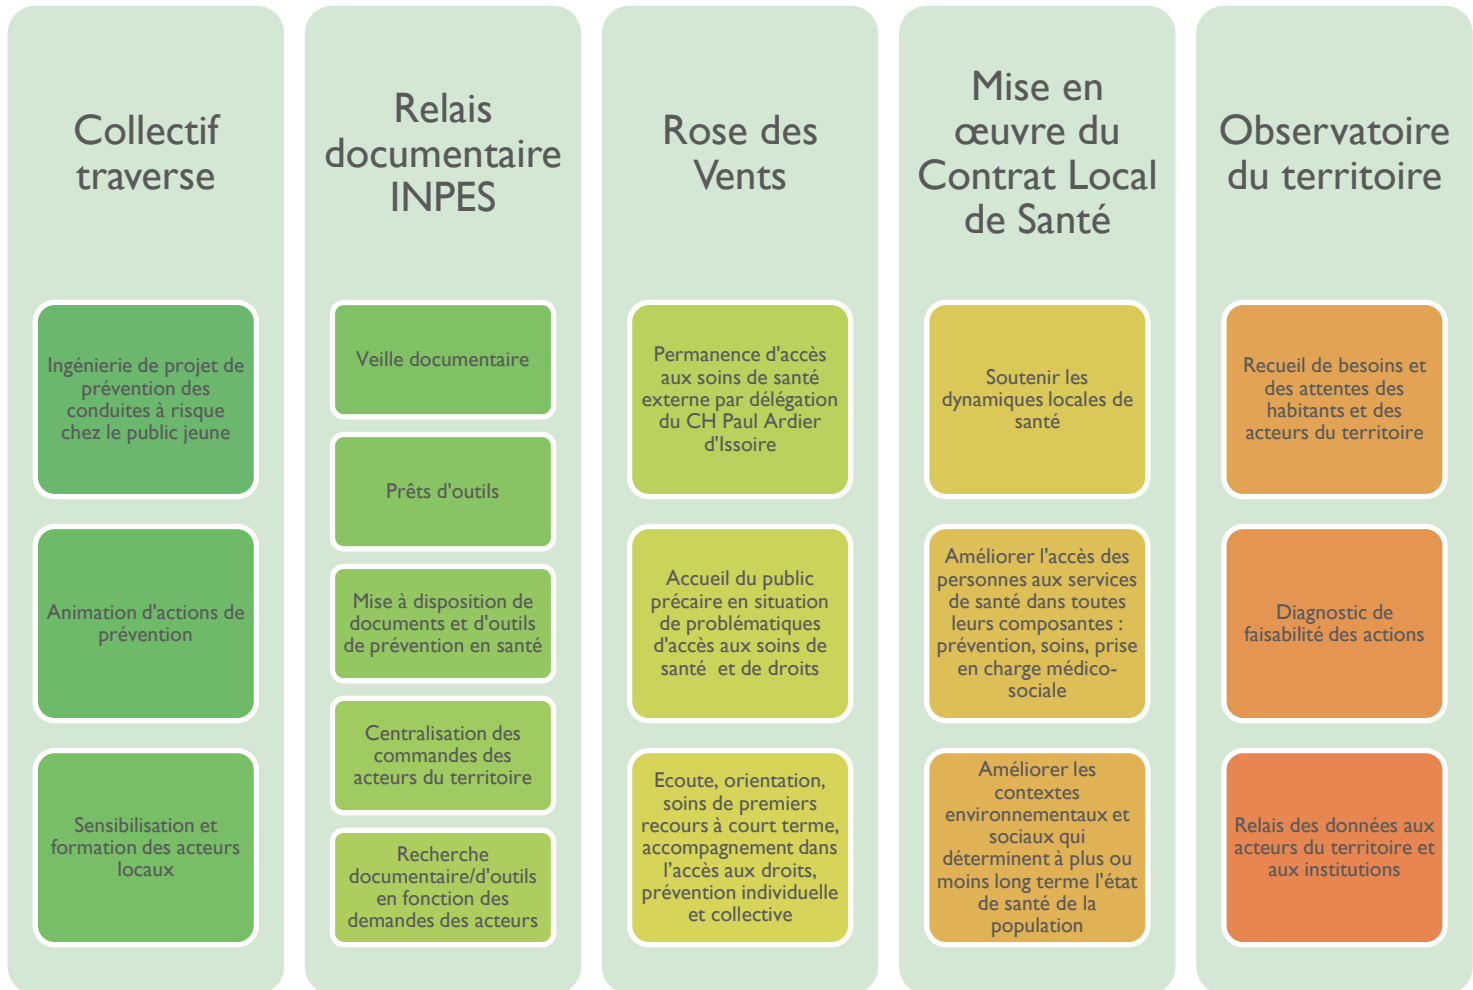 Collectif
traverse
Ingénierie de projet de
prévention des
conduites à risque
chez le public jeune
Animation d'actions de
prévention
Sensibilisation et
formation des acteurs
locaux
Relais
documentaire
INPES
Veille documentaire
Prêts d'outils
Mise à disposition de
documents et d'outils
de prévention en santé
Centralisation des
commandes des
acteurs du territoire
Recherche
documentaire/d'outils
en fonction des
demandes des acteurs
Rose des
Vents
Permanence d'accès
aux soins de santé
externe par délégation
du CH Paul Ardier
d'Issoire
Accueil du public
précaire en situation
de problématiques
d'accès aux soins de
santé et de droits
Ecoute, orientation,
soins de premiers
recours à court terme,
accompagnement dans
l’accès aux droits,
prévention individuelle
et collective
Mise en
œuvre du
Contrat Local
de Santé
Soutenir les
dynamiques locales de
santé
Améliorer l'accès des
personnes aux services
de santé dans toutes
leurs composantes :
prévention, soins, prise
en charge médico-
sociale
Améliorer les
contextes
environnementaux et
sociaux qui
déterminent à plus ou
moins long terme l'état
de santé de la
population
Observatoire
du territoire
Recueil de besoins et
des attentes des
habitants et des
acteurs du territoire
Diagnostic de
faisabilité des actions
Relais des données aux
acteurs du territoire et
aux institutions